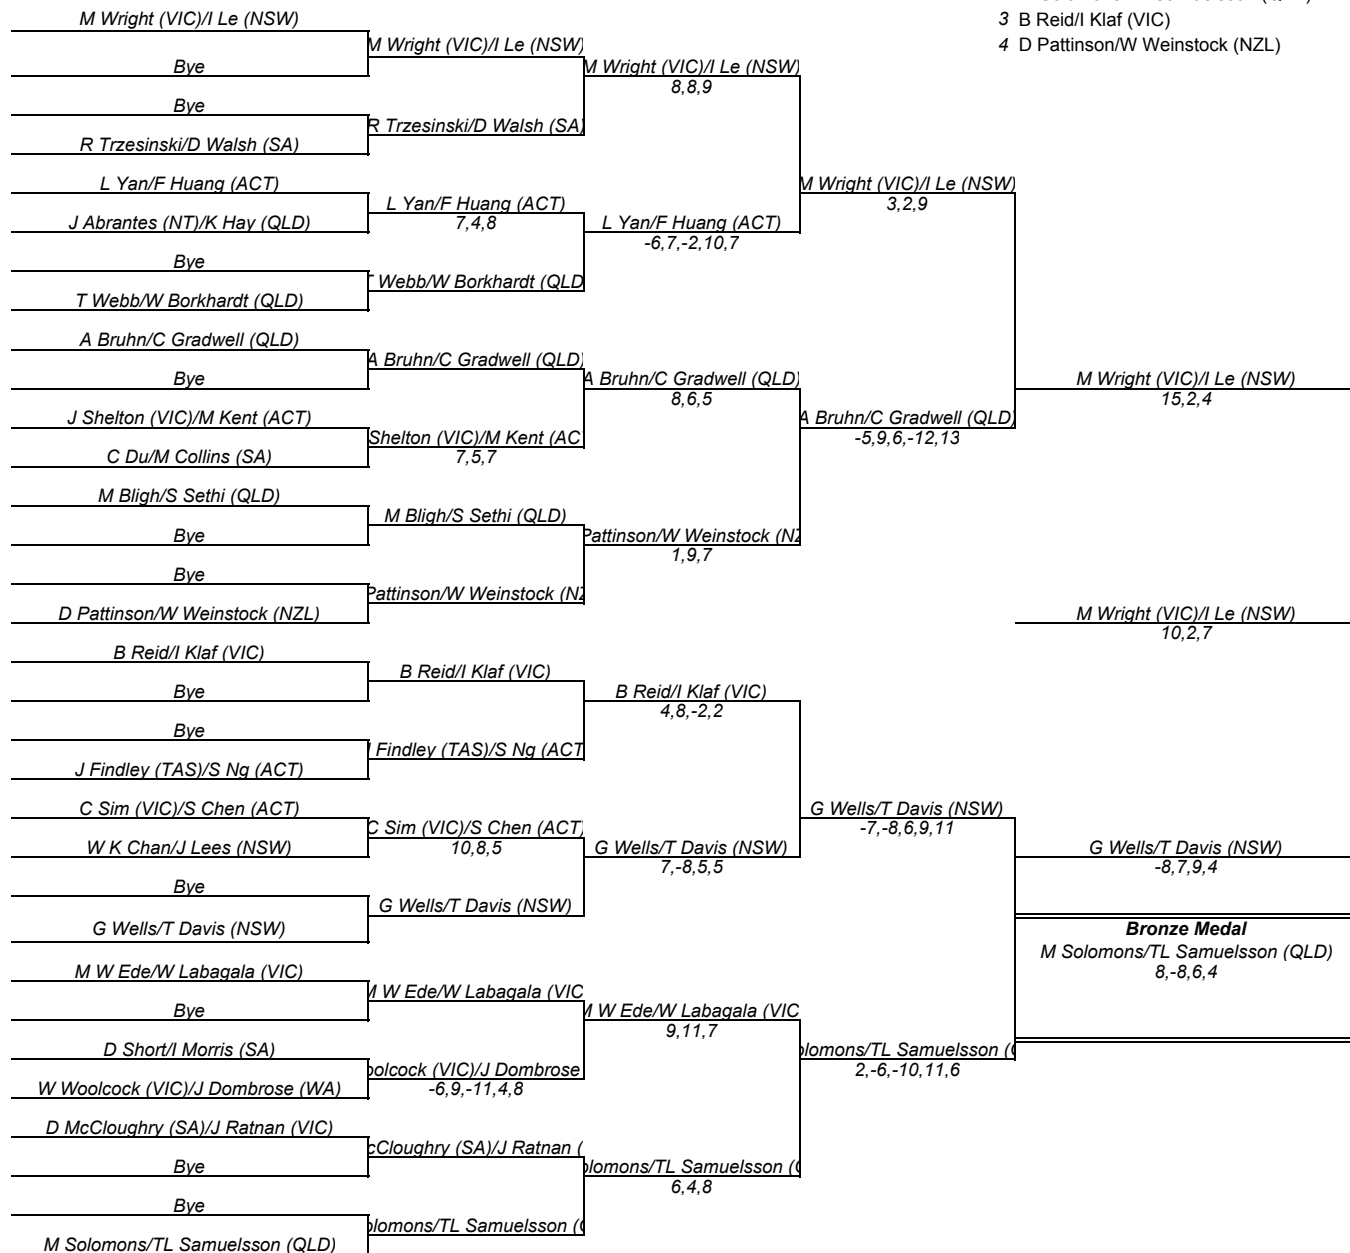 M Wright (VIC)/I Le (NSW)
Bye
Bye
R Trzesinski/D Walsh (SA)
L Yan/F Huang (ACT)
J Abrantes (NT)/K Hay (QLD)
Bye
T Webb/W Borkhardt (QLD)
A Bruhn/C Gradwell (QLD)
Bye
J Shelton (VIC)/M Kent (ACT)
C Du/M Collins (SA)
M Bligh/S Sethi (QLD)
Bye
Bye
D Pattinson/W Weinstock (NZL)
B Reid/I Klaf (VIC)
Bye
Bye
J Findley (TAS)/S Ng (ACT)
C Sim (VIC)/S Chen (ACT)
W K Chan/J Lees (NSW)
Bye
G Wells/T Davis (NSW)
M W Ede/W Labagala (VIC)
Bye
D Short/I Morris (SA)
W Woolcock (VIC)/J Dombrose (WA)
D McCloughry (SA)/J Ratnan (VIC)
Bye
Bye
M Solomons/TL Samuelsson (QLD)
M Wright (VIC)/I Le (NSW)
R Trzesinski/D Walsh (SA)
L Yan/F Huang (ACT)
7,4,8
Webb/W Borkhardt (QLD
A Bruhn/C Gradwell (QLD)
Shelton (VIC)/M Kent (AC
7,5,7
M Bligh/S Sethi (QLD)
Pattinson/W Weinstock (NZ
B Reid/I Klaf (VIC)
Findley (TAS)/S Ng (ACT
C Sim (VIC)/S Chen (ACT)
10,8,5
G Wells/T Davis (NSW)
M W Ede/W Labagala (VIC
oolcock (VIC)/J Dombrose
-6,9,-11,4,8
cCloughry (SA)/J Ratnan (
olomons/TL Samuelsson (
M Wright (VIC)/I Le (NSW)
8,8,9
L Yan/F Huang (ACT)
-6,7,-2,10,7
A Bruhn/C Gradwell (QLD)
8,6,5
Pattinson/W Weinstock (NZ
1,9,7
B Reid/I Klaf (VIC)
4,8,-2,2
G Wells/T Davis (NSW)
7,-8,5,5
M W Ede/W Labagala (VIC
9,11,7
olomons/TL Samuelsson (
6,4,8
M Wright (VIC)/I Le (NSW)
3,2,9
A Bruhn/C Gradwell (QLD)
-5,9,6,-12,13
G Wells/T Davis (NSW)
-7,-8,6,9,11
olomons/TL Samuelsson (
2,-6,-10,11,6
3 B Reid/I Klaf (VIC)
4 D Pattinson/W Weinstock (NZL)
M Wright (VIC)/I Le (NSW)
15,2,4
M Wright (VIC)/I Le (NSW)
10,2,7
G Wells/T Davis (NSW)
-8,7,9,4
Bronze Medal
M Solomons/TL Samuelsson (QLD)
8,-8,6,4